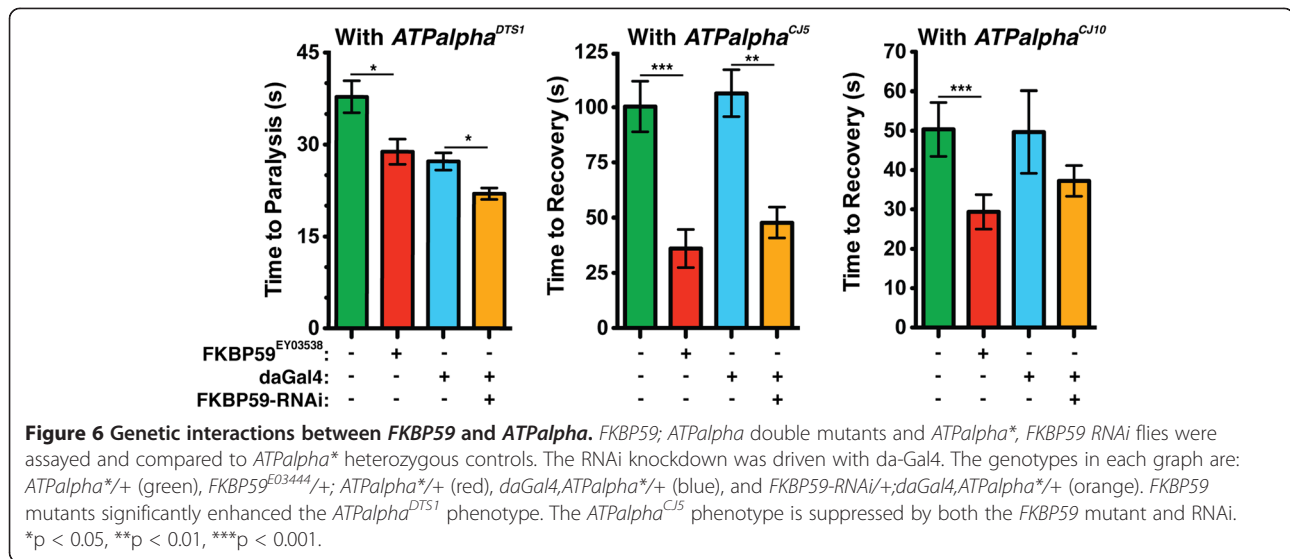 With ATPalpha^DTS1
With ATPalpha^CJ5
With ATPalpha^CJ10
Time to Paralysis (s)
45
30
15
0
*
*
Time to Recovery (s)
125
100
75
50
25
0
***
**
Time to Recovery (s)
70
60
50
40
30
20
10
0
***
FKBP59^EY03538: - + - - - + - - - + - -
daGal4: - - + + - - + + - - + +
FKBP59-RNAi: - - - + - - - + - - - +
Figure 6 Genetic interactions between FKBP59 and ATPalpha. FKBP59; ATPalpha double mutants and ATPalpha*, FKBP59 RNAi flies were
assayed and compared to ATPalpha* heterozygous controls. The RNAi knockdown was driven with da-Gal4. The genotypes in each graph are:
ATPalpha*/+ (green), FKBP59^E03444/+; ATPalpha*/+ (red), daGal4,ATPalpha*/+ (blue), and FKBP59-RNAi/+;daGal4,ATPalpha*/+ (orange). FKBP59
mutants significantly enhanced the ATPalpha^DTS1 phenotype. The ATPalpha^CJ5 phenotype is suppressed by both the FKBP59 mutant and RNAi.
*p < 0.05, **p < 0.01, ***p < 0.001.